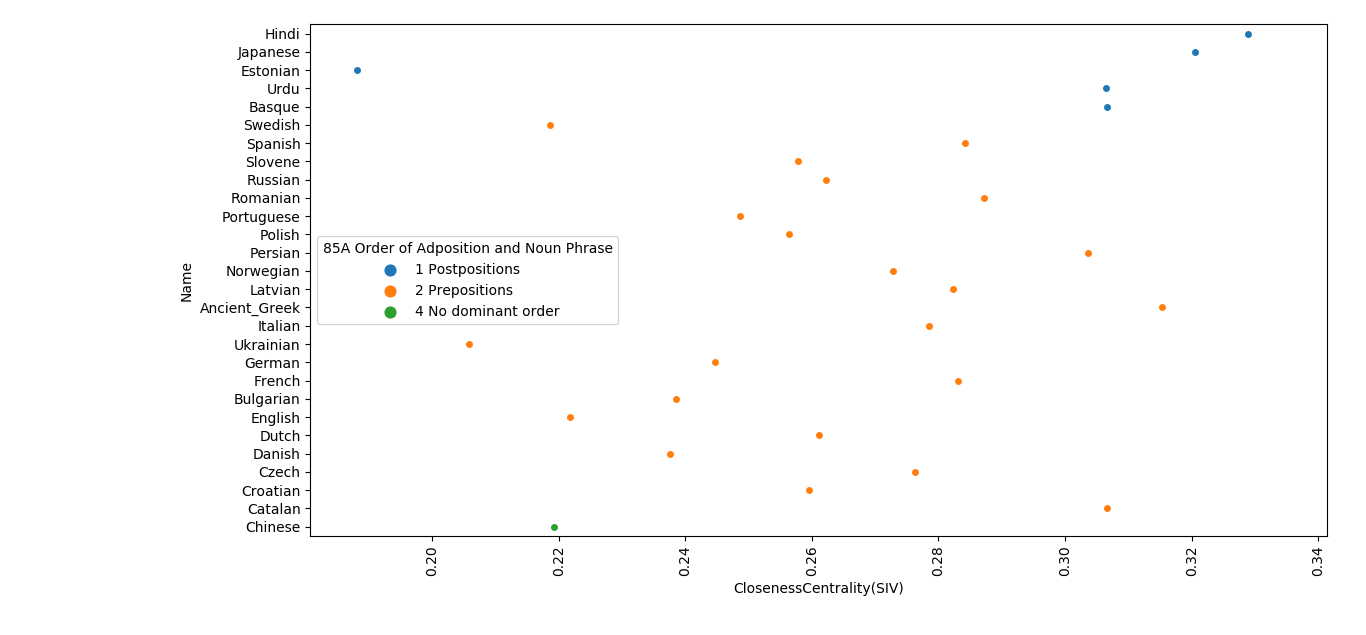 Hindi
Japanese
Estonian
Urdu
Basque
Swedish
Spanish
Slovene
Russian
Romanian
Portuguese
Polish
Persian
Norwegian
Latvian
Ancient_Greek
Italian
Ukrainian
German
French
Bulgarian
English
Dutch
Danish
Czech
Croatian
Catalan
Chinese
Name
85A Order of Adposition and Noun Phrase
1 Postpositions
2 Prepositions
4 No dominant order
0.20 0.22 0.24 0.26 0.28 0.30 0.32 0.34
ClosenessCentrality(SIV)